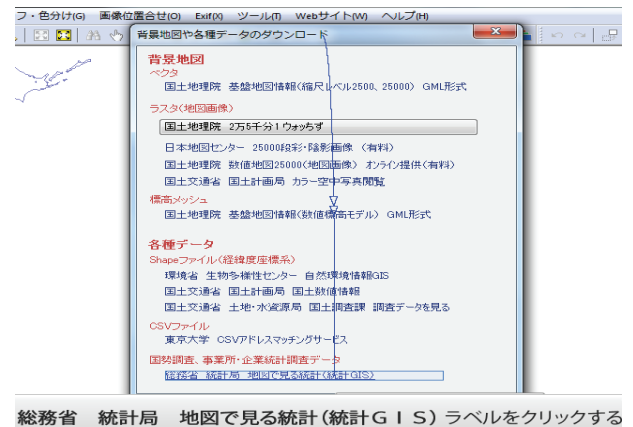 フ・色分け(G) 画像位置合せ(O) Exif(X) ツール(T) Webサイト(W) ヘルプ(H)
背景地図や各種データのダウンロード
背景地図
ベクタ
国土地理院 基盤地図情報(縮尺レベル2500、25000) GML形式
ラスタ(地図画像)
国土地理院 2万5千分1 ウォッちず
日本地図センター 25000段彩・陰影画像 (有料)
国土地理院 数値地図25000(地図画像) オンライン提供(有料)
国土交通省 国土計画局 カラー空中写真閲覧
標高メッシュ
国土地理院 基盤地図情報(数値標高モデル) GML形式
各種データ
Shapeファイル(経緯度座標系)
環境省 生物多様性センター 自然環境情報GIS
国土交通省 国土計画局 国土数値情報
国土交通省 土地・水資源局 国土調査課 調査データを見る
CSVファイル
東京大学 CSVアドレスマッチングサービス
国勢調査、事業所・企業統計調査データ
総務省 統計局 地図で見る統計(統計GIS)
総務省 統計局 地図で見る統計(統計GIS) ラベルをクリックする